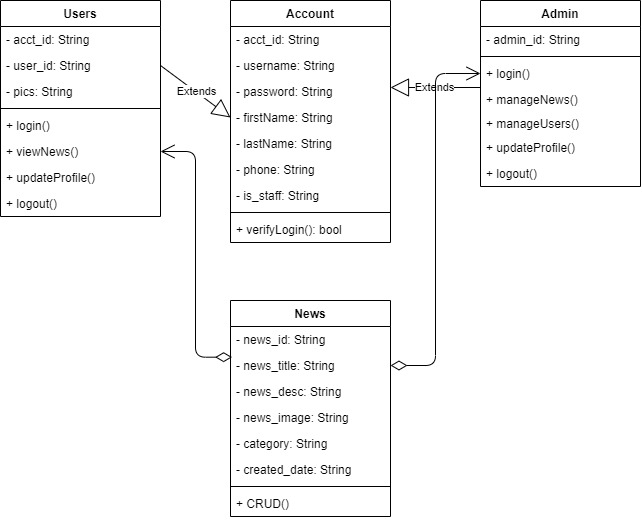 Users
- acct_id: String
- user_id: String
- pics: String
+ login()
+ viewNews()
+ updateProfile()
+ logout()
Extends
Account
- acct_id: String
- username: String
- password: String
- firstName: String
- lastName: String
- phone: String
- is_staff: String
+ verifyLogin(): bool
Extends
Admin
- admin_id: String
+ login()
+ manageNews()
+ manageUsers()
+ updateProfile()
+ logout()
News
- news_id: String
- news_title: String
- news_desc: String
- news_image: String
- category: String
- created_date: String
+ CRUD()